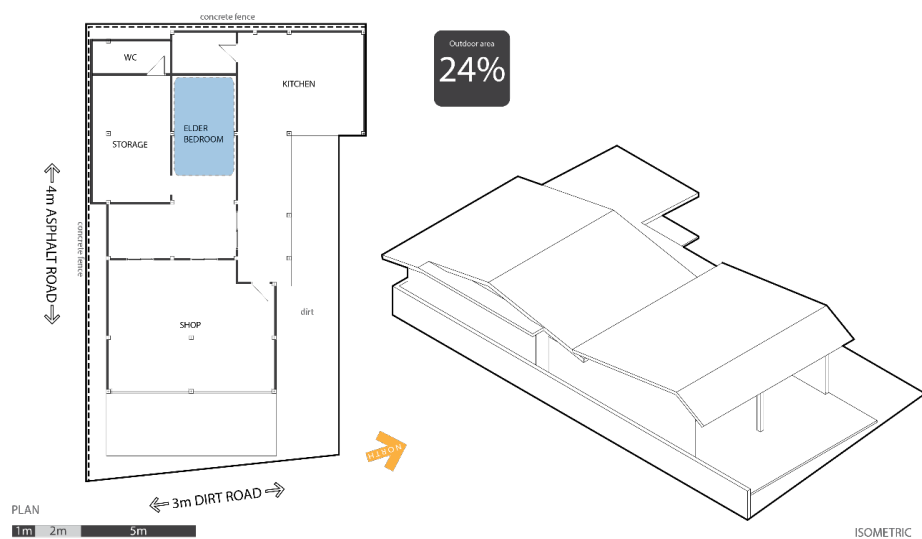 concrete fence
WC
KITCHEN
ELDER
BEDROOM
STORAGE
4m ASPHALT ROAD
concrete fence
SHOP
dirt
NORTH
3m DIRT ROAD
PLAN
1m 2m 5m
Outdoor area
24%
ISOMETRIC